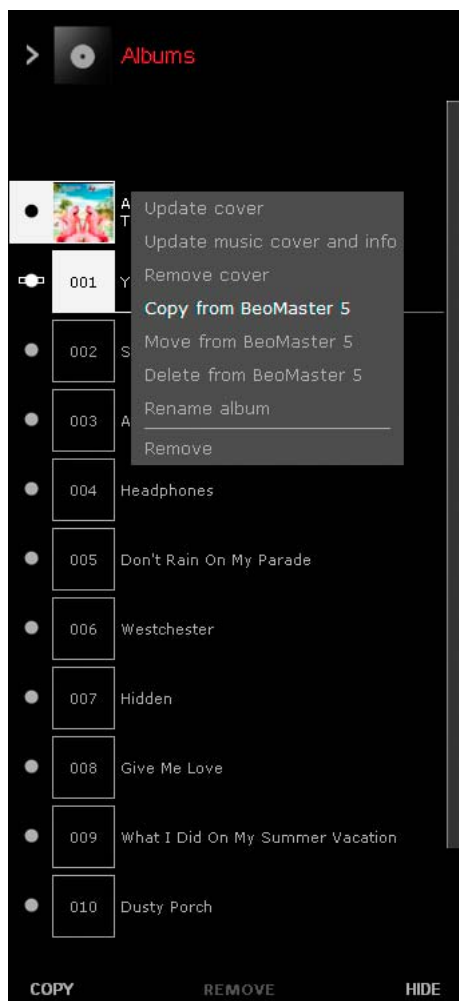 Albums
A
T
Update cover
Update music cover and info
001
Y
Remove cover
Copy from BeoMaster 5
002
S
Move from BeoMaster 5
Delete from BeoMaster 5
003
A
Rename album
Remove
004 Headphones
005 Don't Rain On My Parade
006 Westchester
007 Hidden
008 Give Me Love
009 What I Did On My Summer Vacation
010 Dusty Porch
COPY REMOVE HIDE